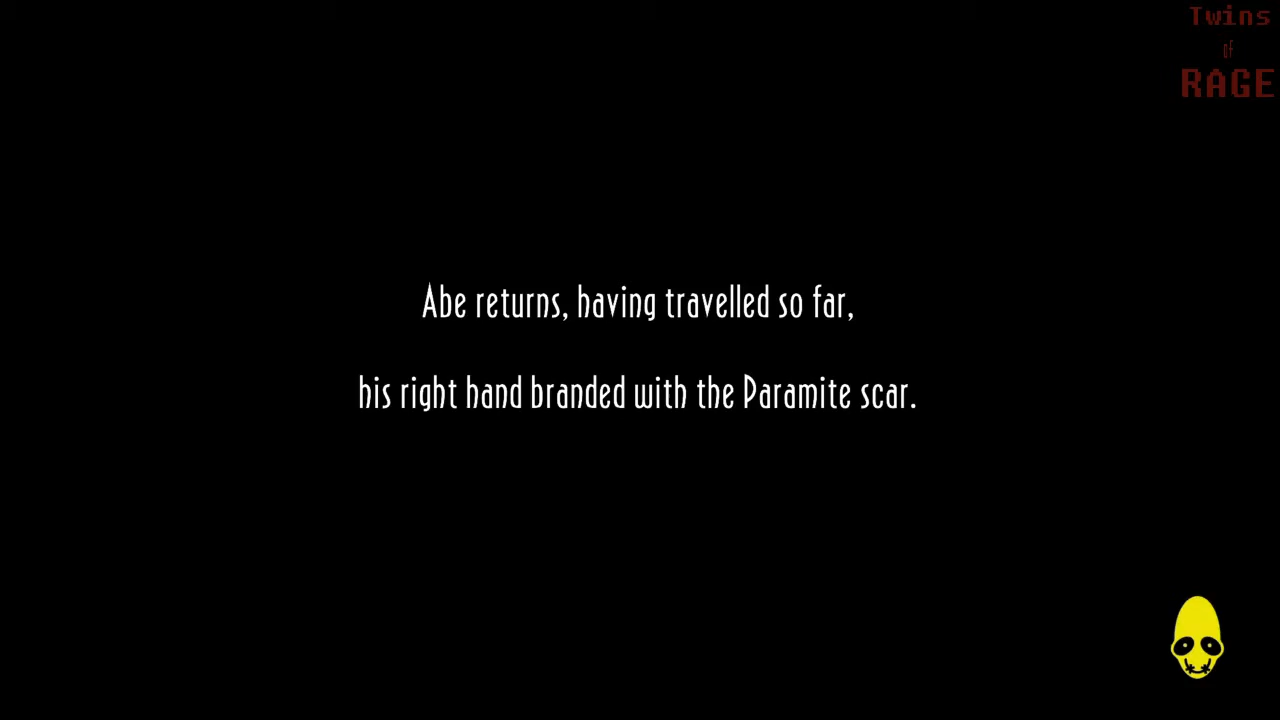 Twins
of
RAGE
Abe returns, having travelled so far,
his right hand branded with the Paramite scar.